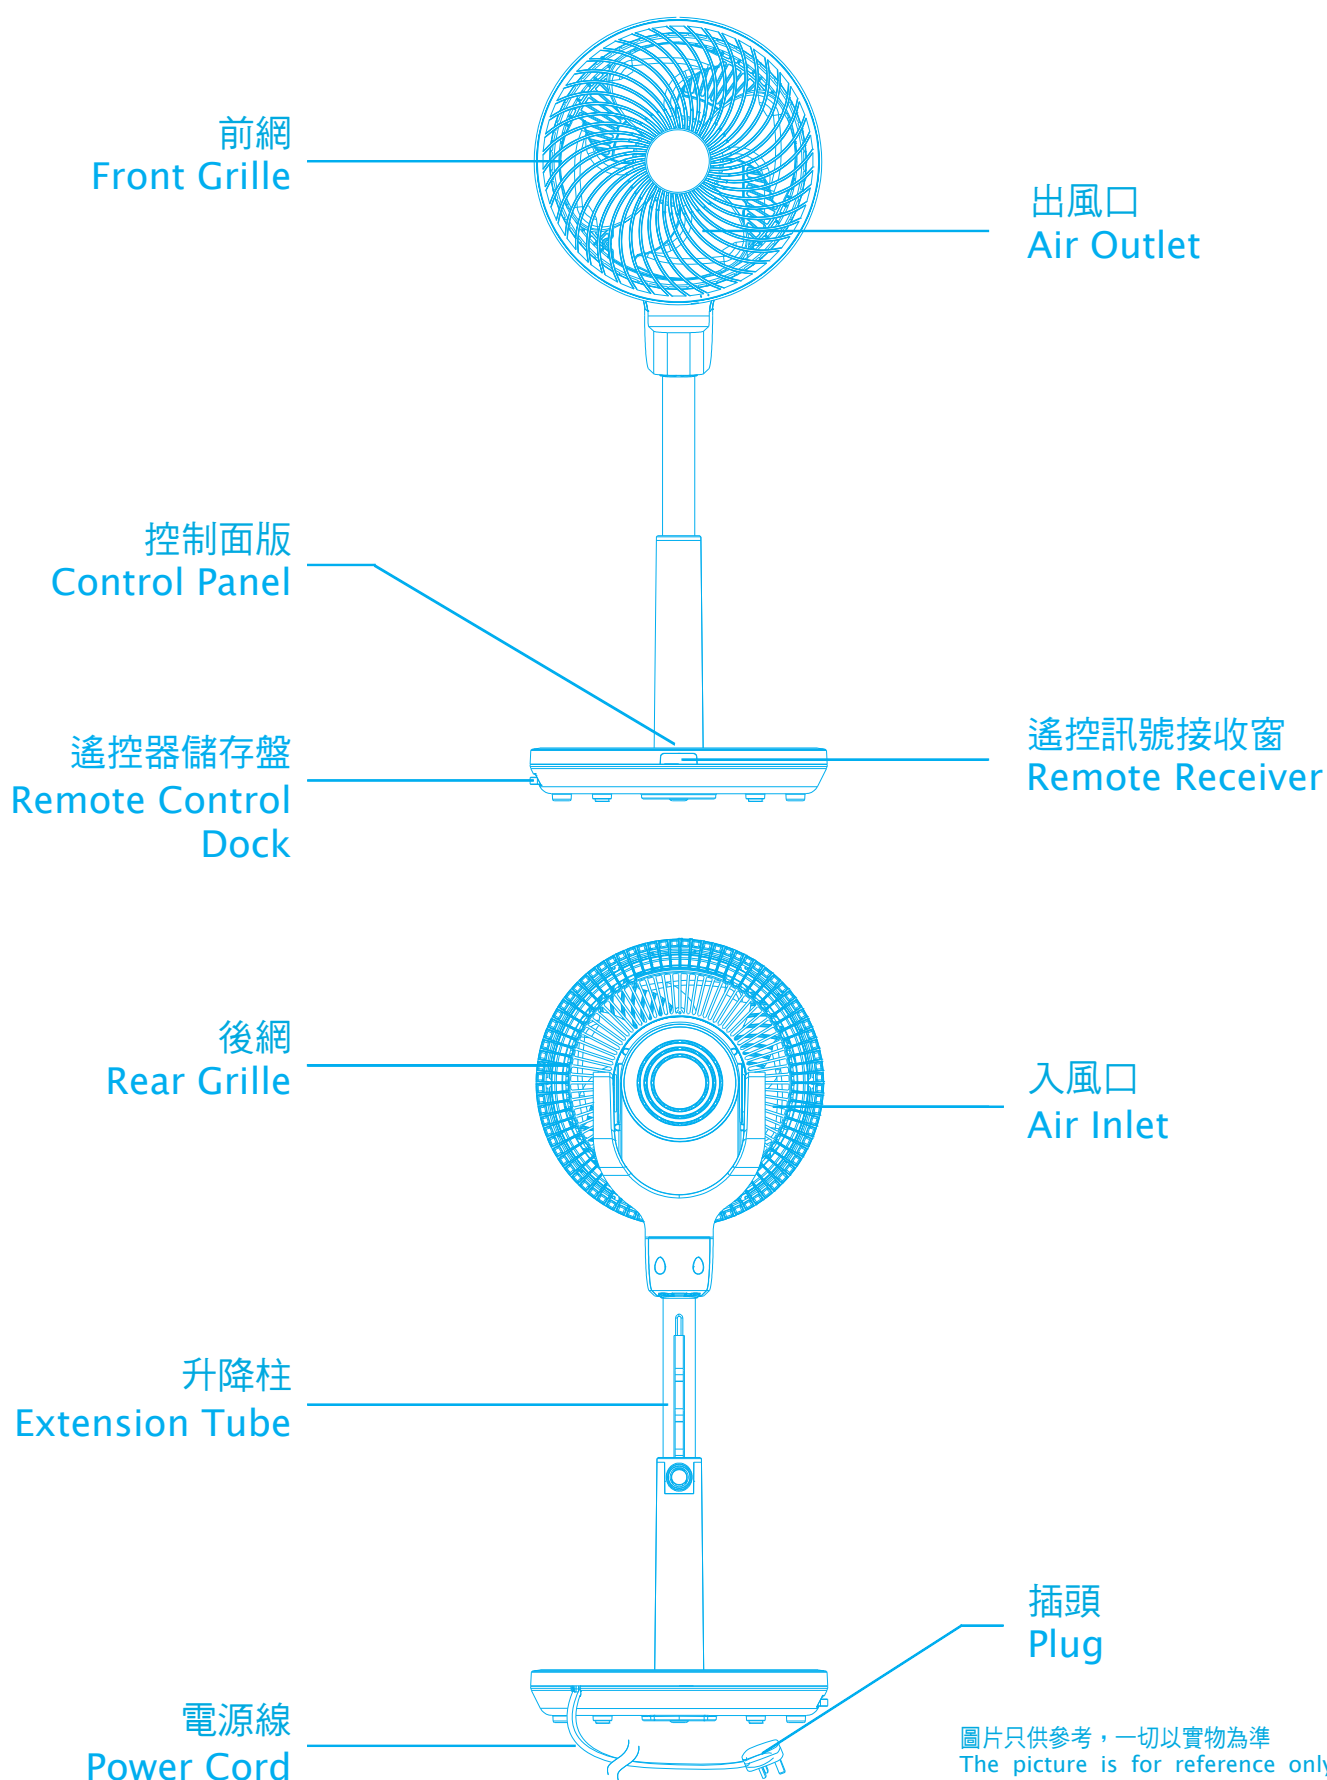 前網
Front Grille
出風口
Air Outlet
控制面版
Control Panel
遙控器儲存盤
Remote Control
Dock
遙控訊號接收窗
Remote Receiver
後網
Rear Grille
入風口
Air Inlet
升降柱
Extension Tube
插頭
Plug
電源線
Power Cord
圖片只供參考，一切以實物為準
The picture is for reference only